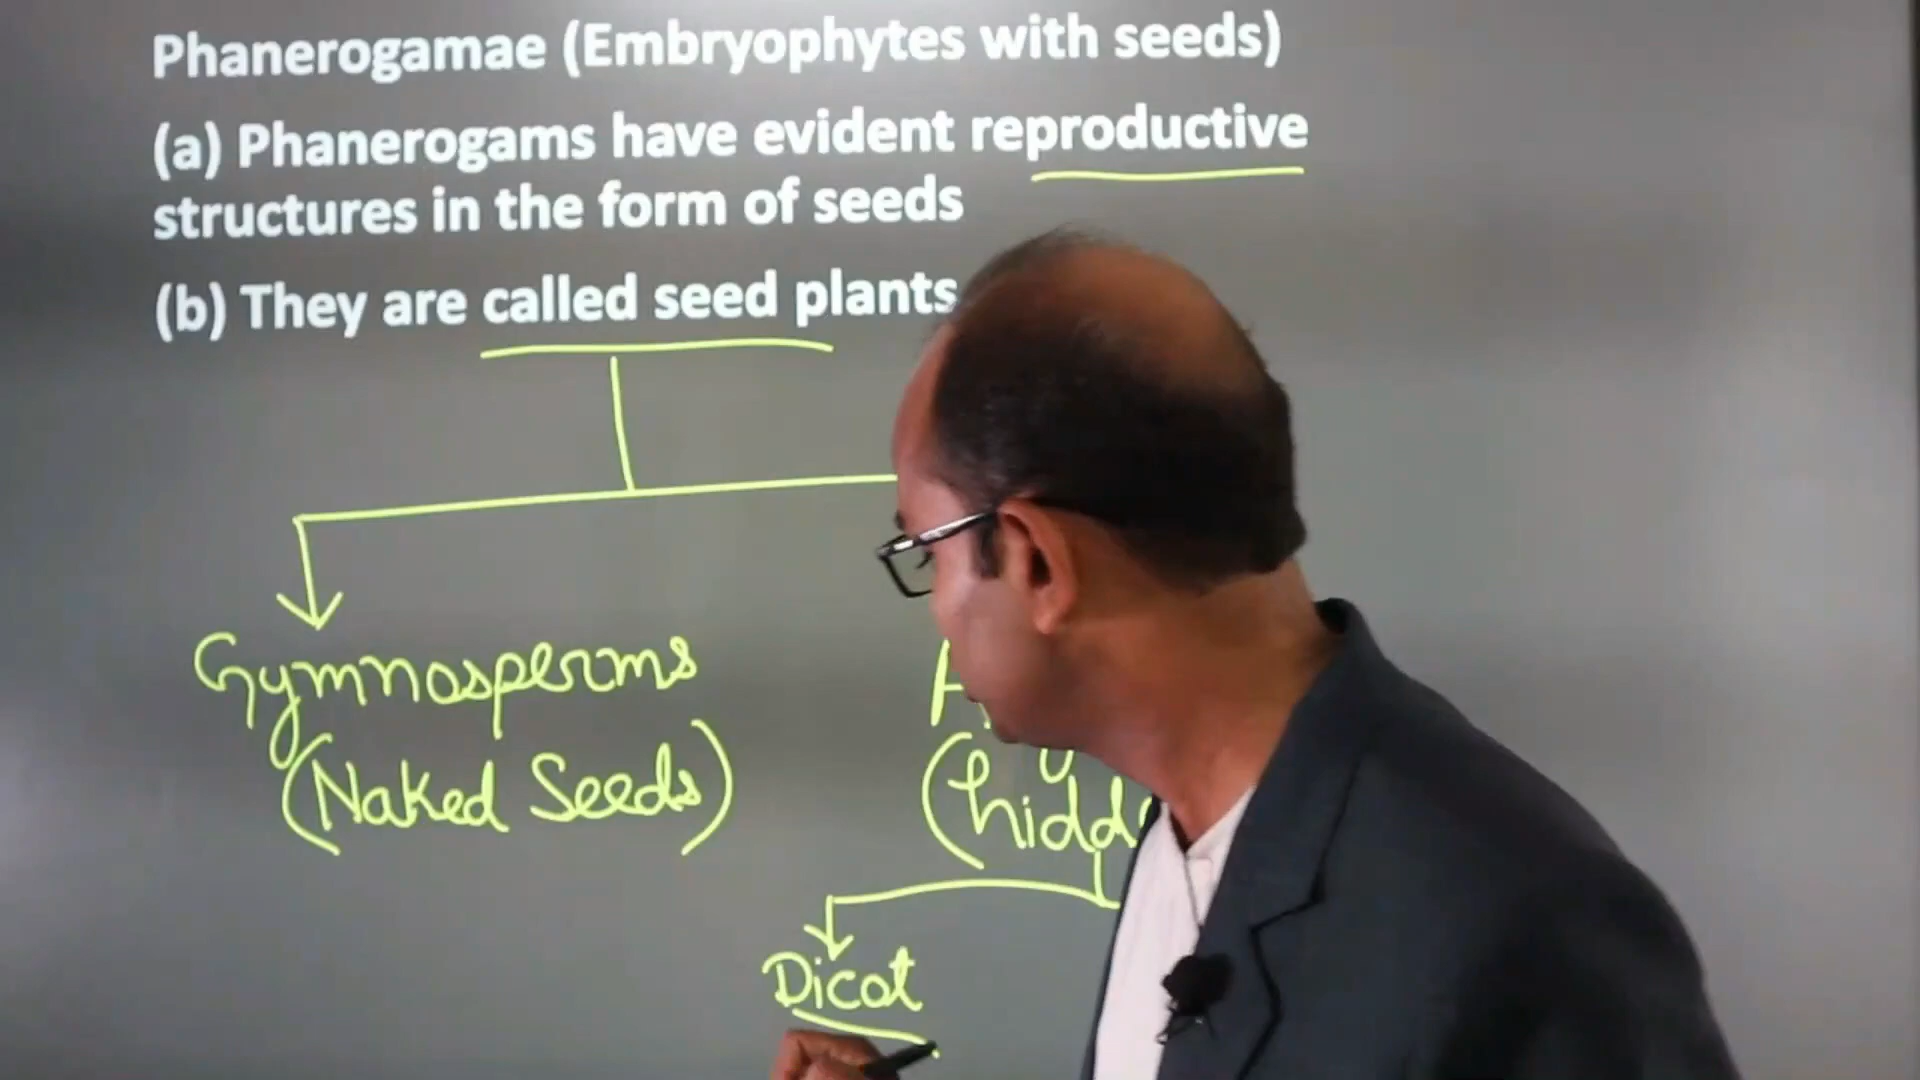 Phanerogamae (Embryophytes with seeds)
(a) Phanerogams have evident reproductive
structures in the form of seeds
(b) They are called seed plants
Gymnosperms
(Naked Seeds)
Dicot